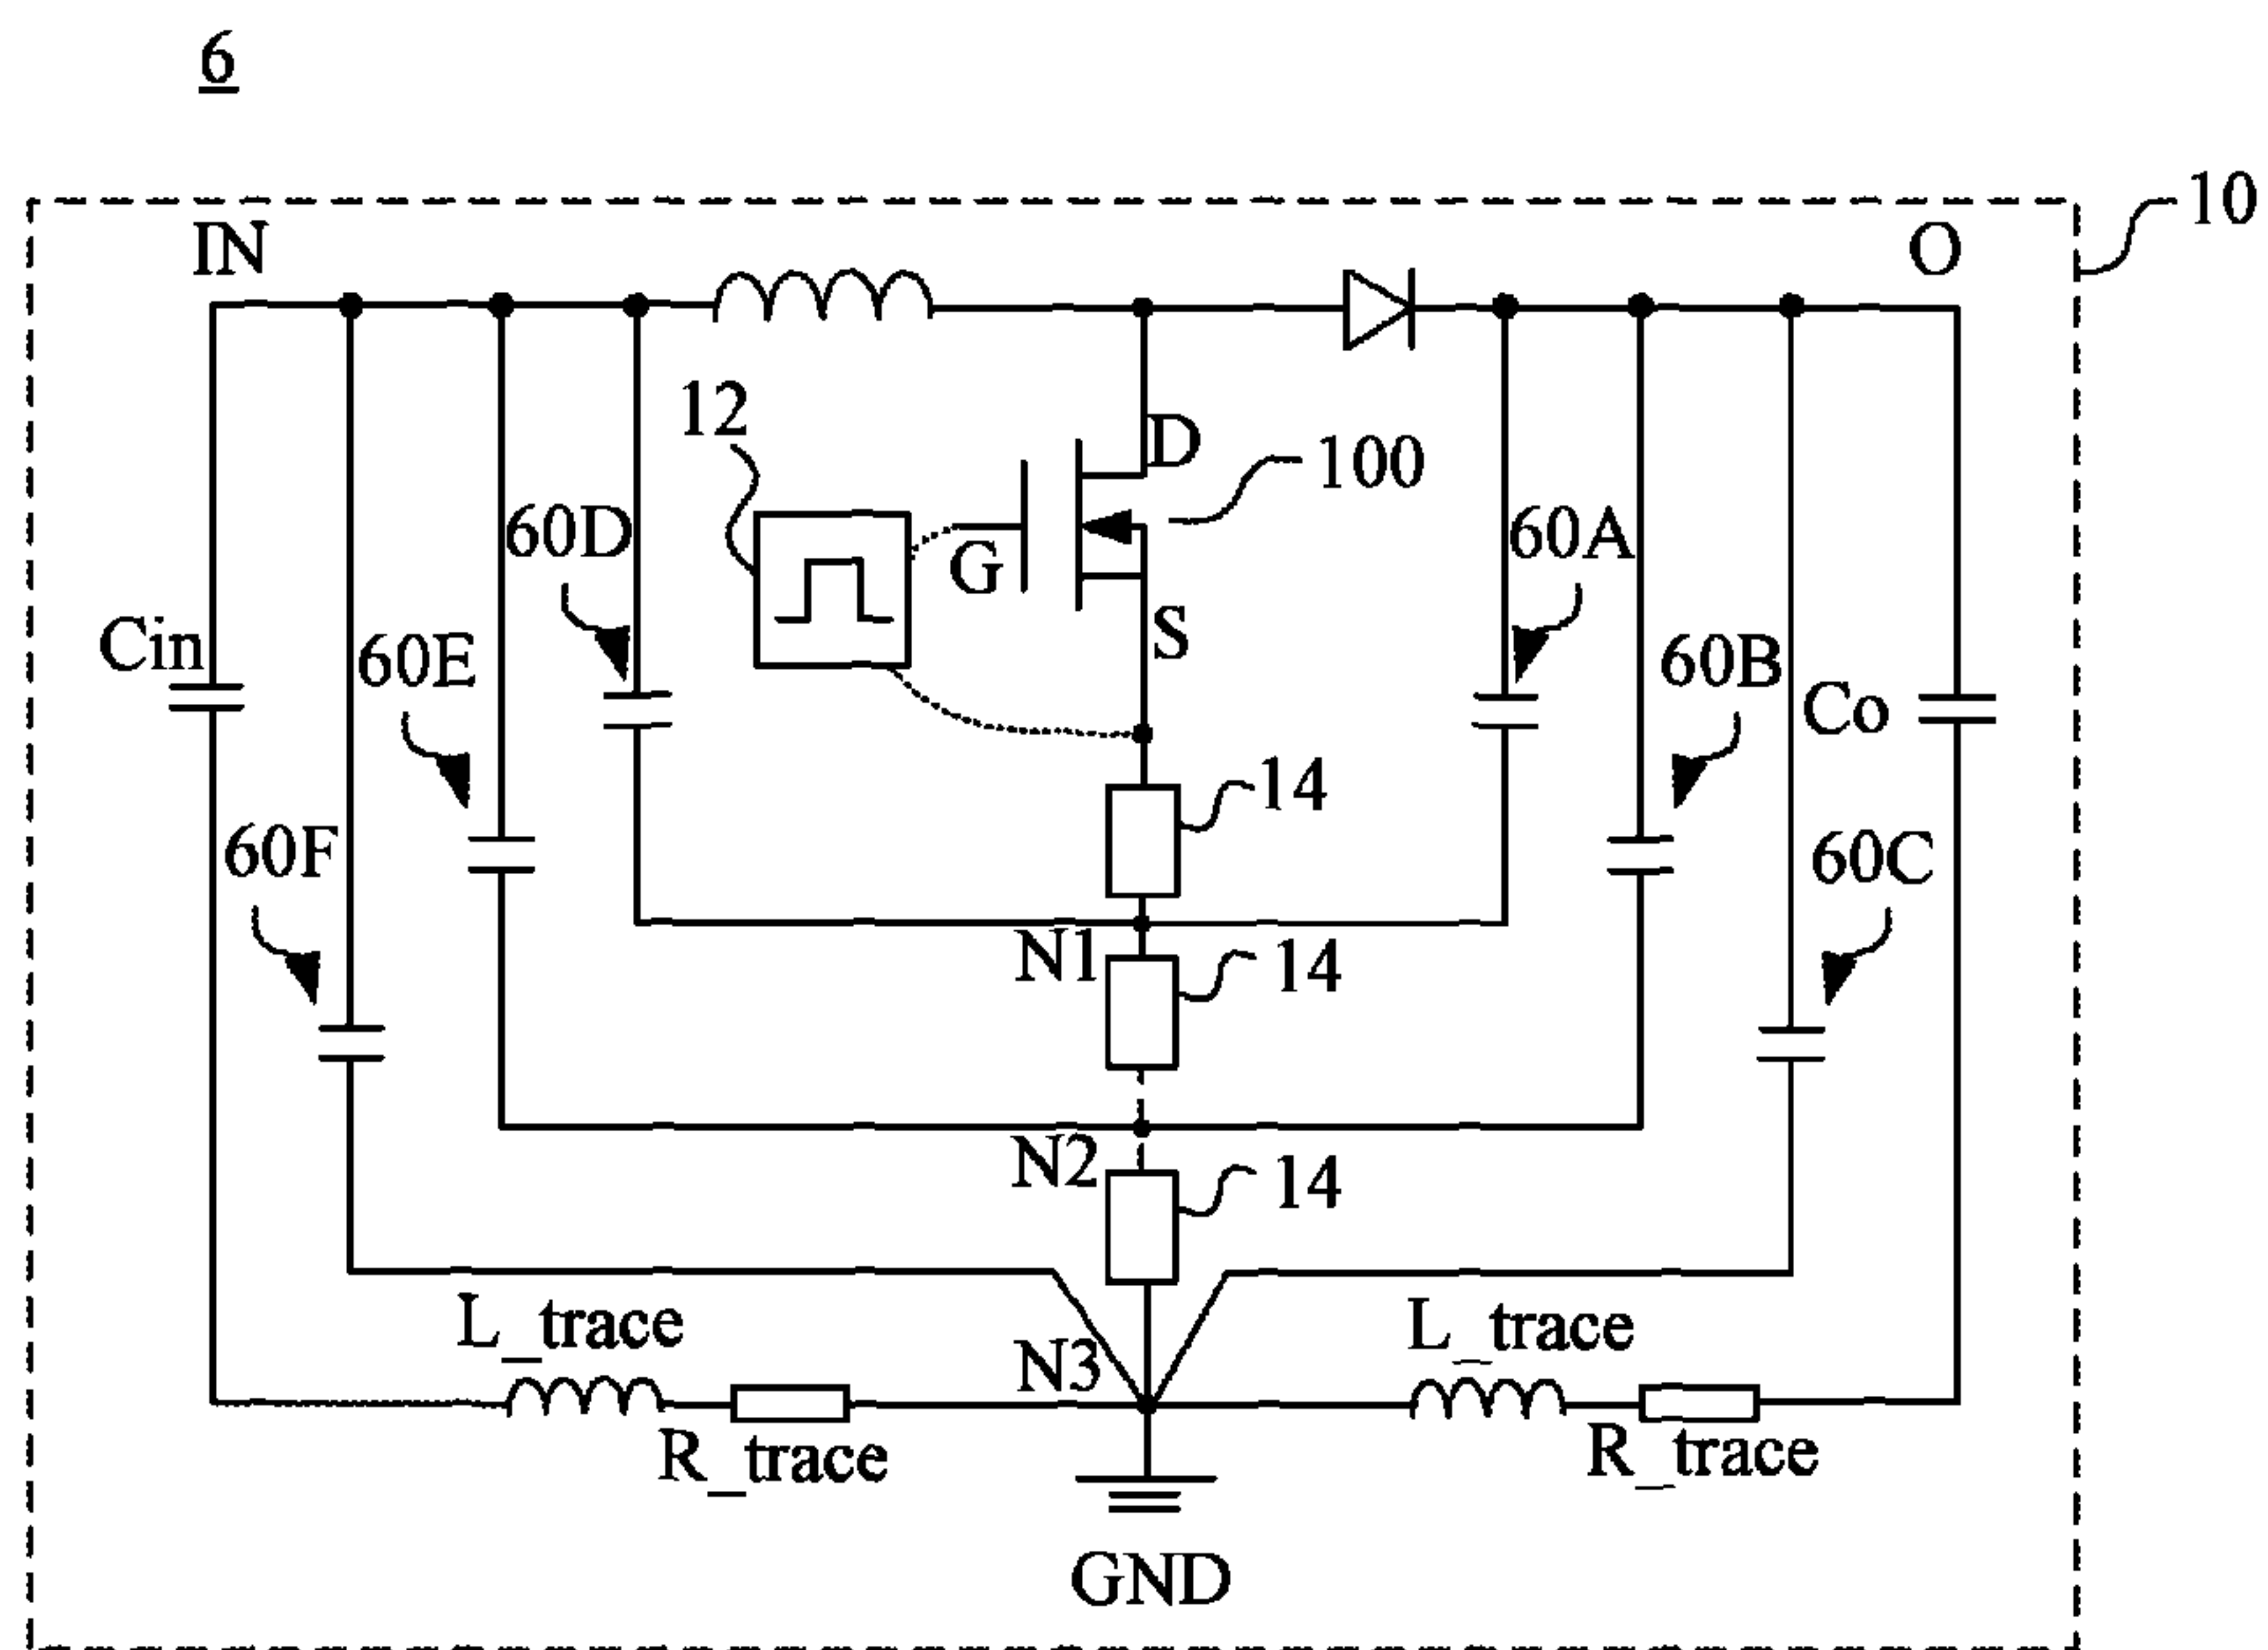 6
10
IN
O
12
D
100
60D
60A
G
S
Cin
60E
60B
Co
14
60F
60C
N1
14
N2
14
L_trace
L_trace
N3
R_trace
R_trace
GND